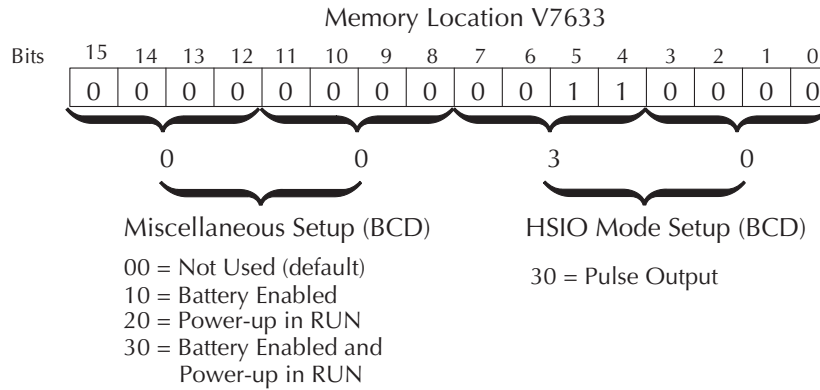 Memory Location V7633
Bits 15 14 13 12 11 10 9 8 7 6 5 4 3 2 1 0
0 0 0 0 0 0 0 0 0 0 1 1 0 0 0 0
0 0 3 0
Miscellaneous Setup (BCD)
00 = Not Used (default)
10 = Battery Enabled
20 = Power-up in RUN
30 = Battery Enabled and
Power-up in RUN
HSIO Mode Setup (BCD)
30 = Pulse Output